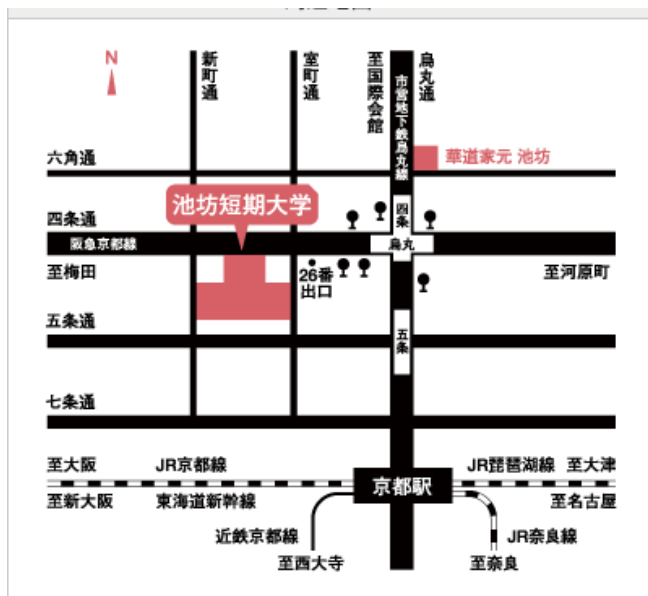 N
新町通
室町通
至国際会館
烏丸通
市営地下鉄烏丸線
六角通
華道家元 池坊
池坊短期大学
四条通
四条
阪急京都線
烏丸
至梅田
26番
出口
至河原町
五条通
五条
七条通
至大阪
JR京都線
JR琵琶湖線
至大津
京都駅
至新大阪
東海道新幹線
至名古屋
近鉄京都線
JR奈良線
至西大寺
至奈良